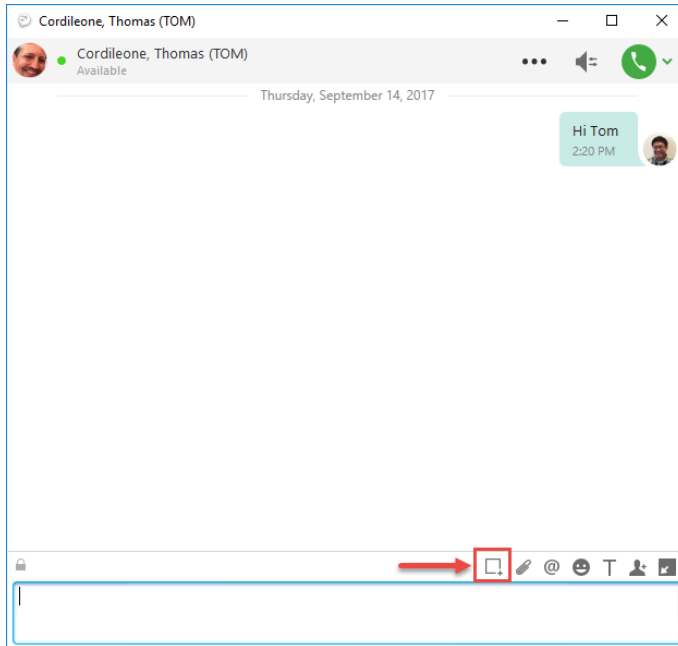 Cordileone, Thomas (TOM)
Cordileone, Thomas (TOM)
Available
Thursday, September 14, 2017
Hi Tom
2:20 PM